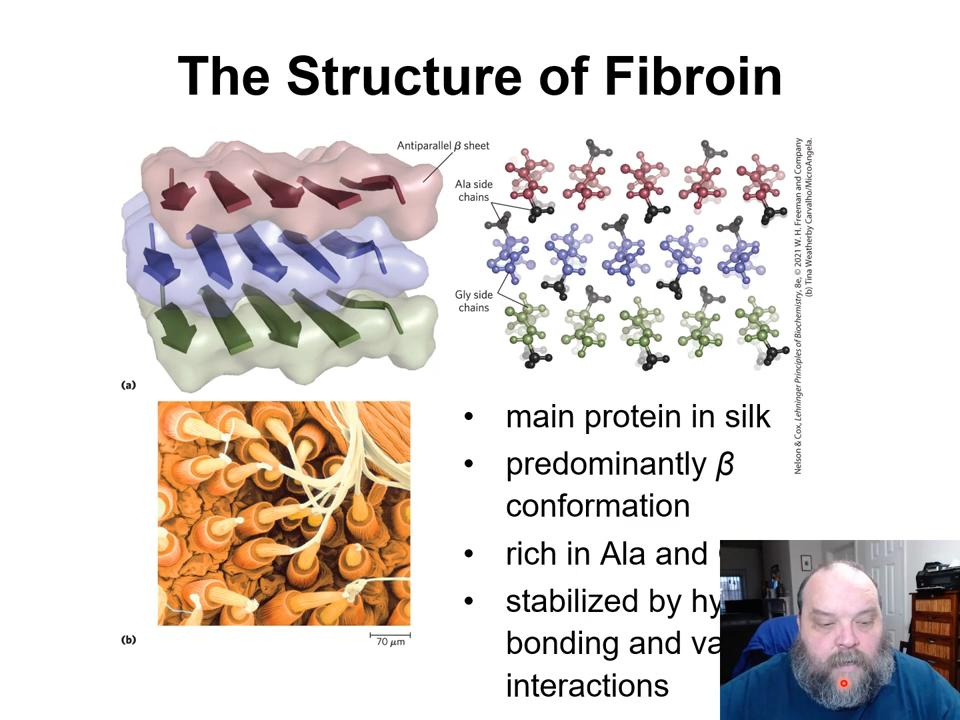 The Structure of Fibroin
Antiparallel β sheet
Ala side
chains
Gly side
chains
(a)
Nelson & Cox, Lehninger Principles of Biochemistry, 8e, © 2021 W. H. Freeman and Company
(b) Tina Weatherby Carvalho/MicroAngela.
(b)
70 μm
• main protein in silk
• predominantly β
conformation
• rich in Ala and
• stabilized by hy
bonding and va
interactions